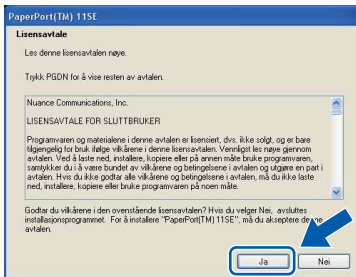 PaperPort(TM) 11SE
Lisensavtale
Les denne lisensavtalen nøye.
Trykk PGDN for å vise resten av avtalen.
Nuance Communications, Inc.
LISENSAVTALE FOR SLUTTBRUKER
Programvaren og materialene i denne avtalen er lisensiert, dvs. ikke solgt, og er bare
tilgjengelig for bruk ifølge vilkårene i denne lisensavtalen. Vennligst les nøye gjennom
avtalen. Ved å laste ned, installere, kopiere eller på annen måte bruke programvaren,
samtykker du i å være bundet av vilkårene og betingelsene i avtalen og utgjøre en part i
avtalen. Hvis du ikke godtar alle vilkårene og betingelsene i avtalen, må du ikke laste
ned, installere, kopiere eller bruke programvaren på noen måte.
Godtar du vilkårene i den ovenstående lisensavtalen? Hvis du velger Nei, avsluttes
installasjonsprogrammet. For å installere "PaperPort(TM) 11SE", må du akseptere denne
avtalen.
Ja
Nei